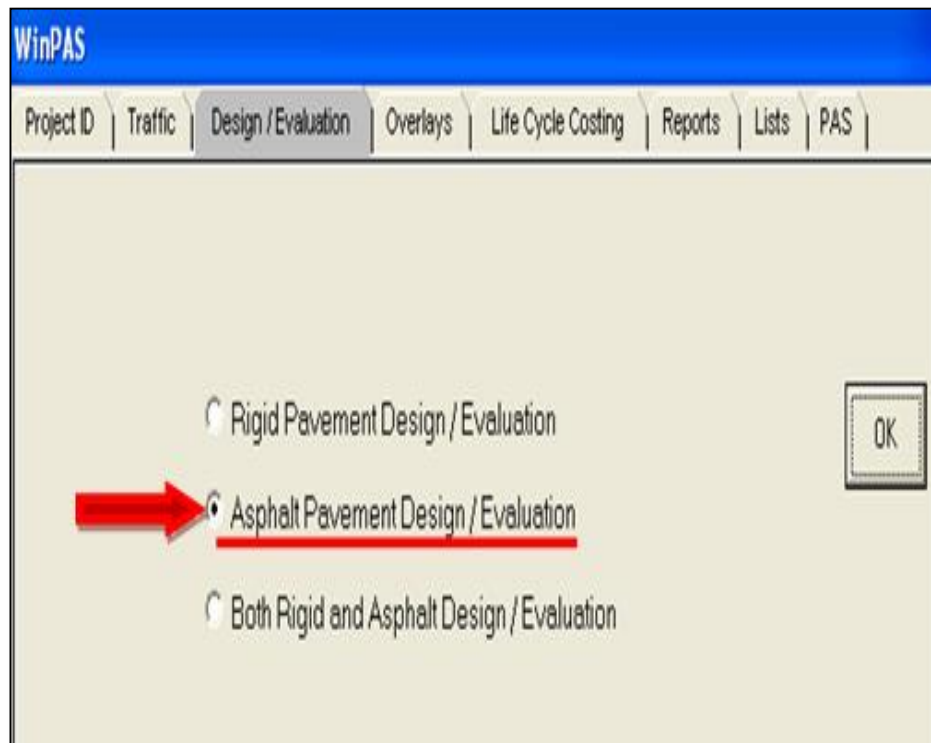 WinPAS
Project ID Traffic Design / Evaluation Overlays Life Cycle Costing Reports Lists PAS
Rigid Pavement Design / Evaluation
OK
Asphalt Pavement Design / Evaluation
Both Rigid and Asphalt Design / Evaluation